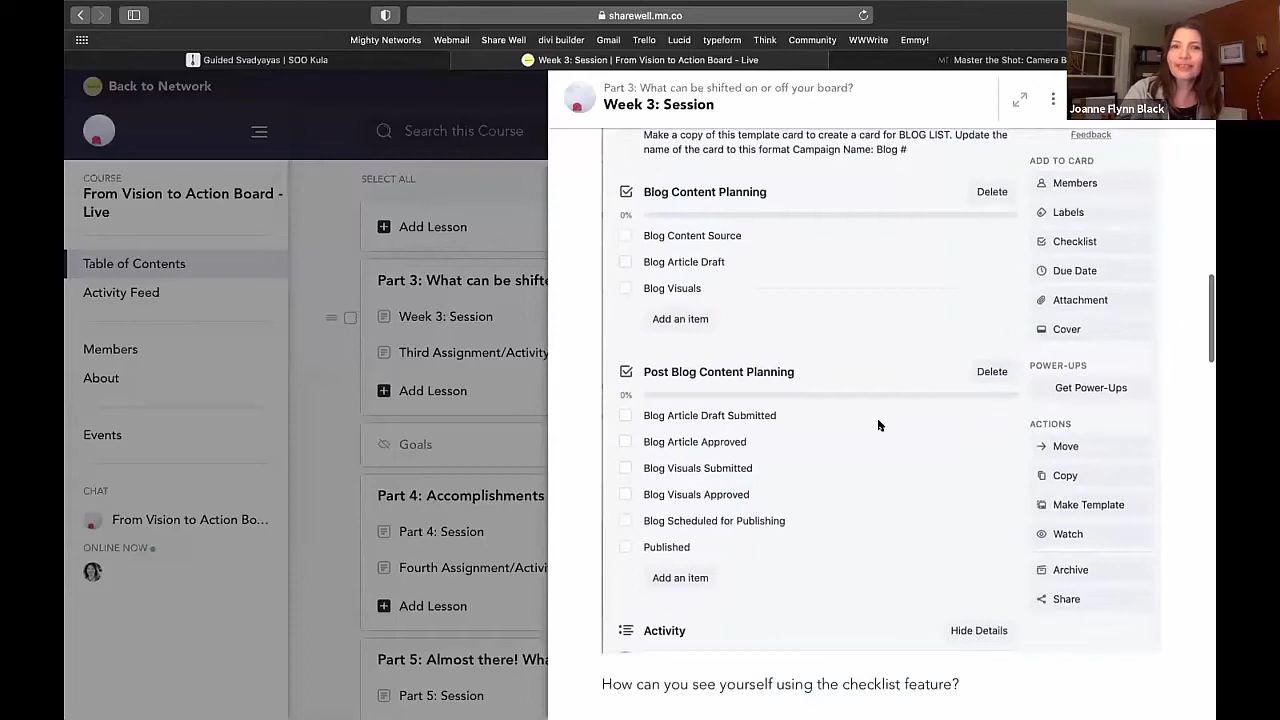 sharewell.mn.co
Mighty Networks Webmail Share Well divi builder Gmail Trello Lucid typeform Think Community WWWrite Emmy!
Guided Svadyayas | SOO Kula
Week 3: Session | From Vision to Action Board - Live
MT Master the Shot: Camera B
Joanne Flynn Black
Back to Network
Search this Course
COURSE
From Vision to Action Board -
Live
Table of Contents
Activity Feed
Members
About
Events
CHAT
From Vision to Action Bo...
ONLINE NOW
SELECT ALL
Add Lesson
Part 3: What can be shifte
Week 3: Session
Third Assignment/Activity
Add Lesson
Goals
Part 4: Accomplishments
Part 4: Session
Fourth Assignment/Activi
Add Lesson
Part 5: Almost there! Wha
Part 5: Session
Part 3: What can be shifted on or off your board?
Week 3: Session
Make a copy of this template card to create a card for BLOG LIST. Update the
name of the card to this format Campaign Name: Blog #
Blog Content Planning
Delete
0%
Blog Content Source
Blog Article Draft
Blog Visuals
Add an item
Post Blog Content Planning
Delete
0%
Blog Article Draft Submitted
Blog Article Approved
Blog Visuals Submitted
Blog Visuals Approved
Blog Scheduled for Publishing
Published
Add an item
Activity
Hide Details
Feedback
ADD TO CARD
Members
Labels
Checklist
Due Date
Attachment
Cover
POWER-UPS
Get Power-Ups
ACTIONS
Move
Copy
Make Template
Watch
Archive
Share
How can you see yourself using the checklist feature?